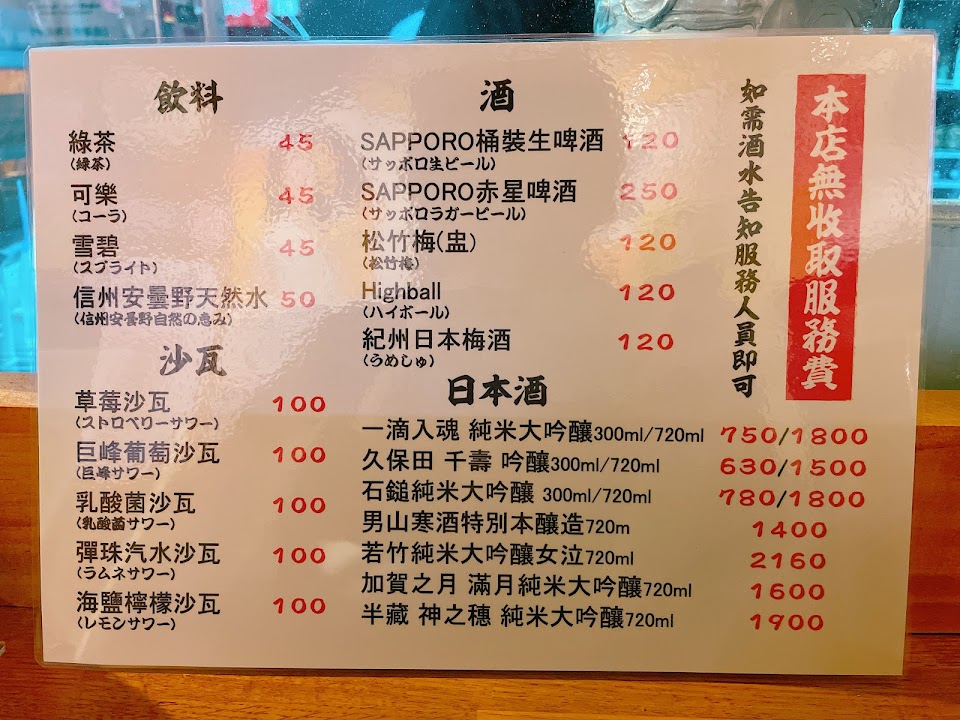 飲料
綠茶 45
(緑茶)
可樂 45
(コーラ)
雪碧 45
(スプライト)
信州安曇野天然水 50
(信州安曇野自然の恵み)
沙瓦
草莓沙瓦 100
(ストロベリーサワー)
巨峰葡萄沙瓦 100
(巨峰サワー)
乳酸菌沙瓦 100
(乳酸菌サワー)
彈珠汽水沙瓦 100
(ラムネサワー)
海鹽檸檬沙瓦 100
(レモンサワー)
酒
SAPPORO桶裝生啤酒 120
(サッポロ生ビール)
SAPPORO赤星啤酒 250
(サッポロラガービール)
松竹梅(盅) 120
(松竹梅)
Highball 120
(ハイボール)
紀州日本梅酒 120
(うめしゅ)
日本酒
一滴入魂 純米大吟釀300ml/720ml 750/1800
久保田 千壽 吟釀300ml/720ml 630/1500
石鎚純米大吟釀 300ml/720ml 780/1800
男山寒酒特別本釀造720m 1400
若竹純米大吟釀女泣720ml 2160
加賀之月 滿月純米大吟釀720ml 1600
半藏 神之穗 純米大吟釀720ml 1900
本店無收取服務費
如需酒水告知服務人員即可